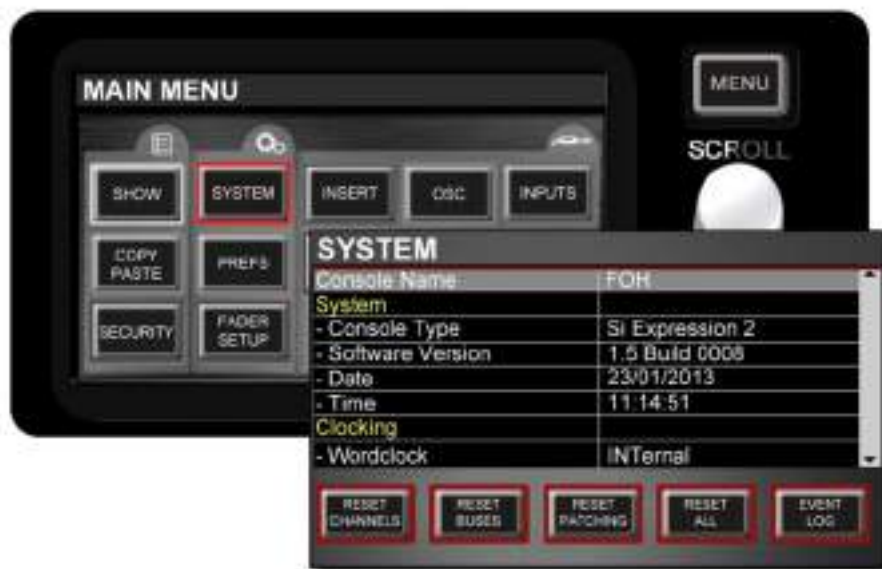 MAIN MENU
MENU
SCROLL
SHOW
SYSTEM
INSERT
OSC
INPUTS
COPY
PASTE
PREFS
SECURITY
FADER
SETUP
SYSTEM
Console Name FOH
System
- Console Type Si Expression 2
- Software Version 1.5 Build 0008
- Date 23/01/2013
- Time 11:14:51
Clocking
- Wordclock INTernal
RESET
CHANNELS
RESET
BUSES
RESET
PATCHING
RESET
ALL
EVENT
LOG